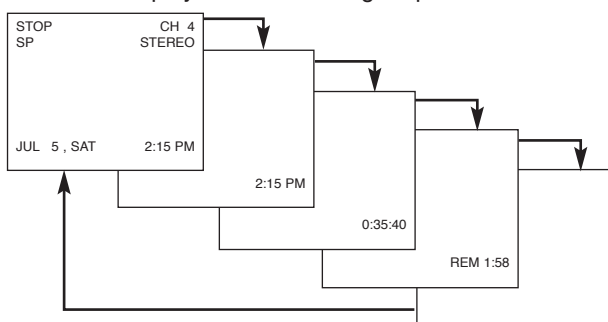 STOP CH 4
SP STEREO
JUL 5 , SAT 2:15 PM
2:15 PM
0:35:40
REM 1:58